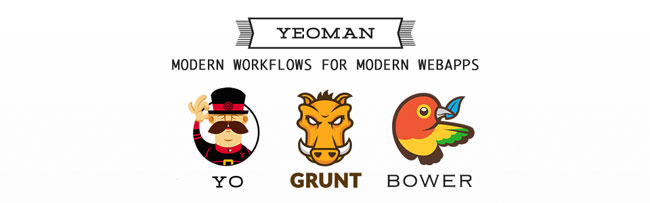 YEOMAN
MODERN WORKFLOWS FOR MODERN WEBAPPS
YO GRUNT BOWER